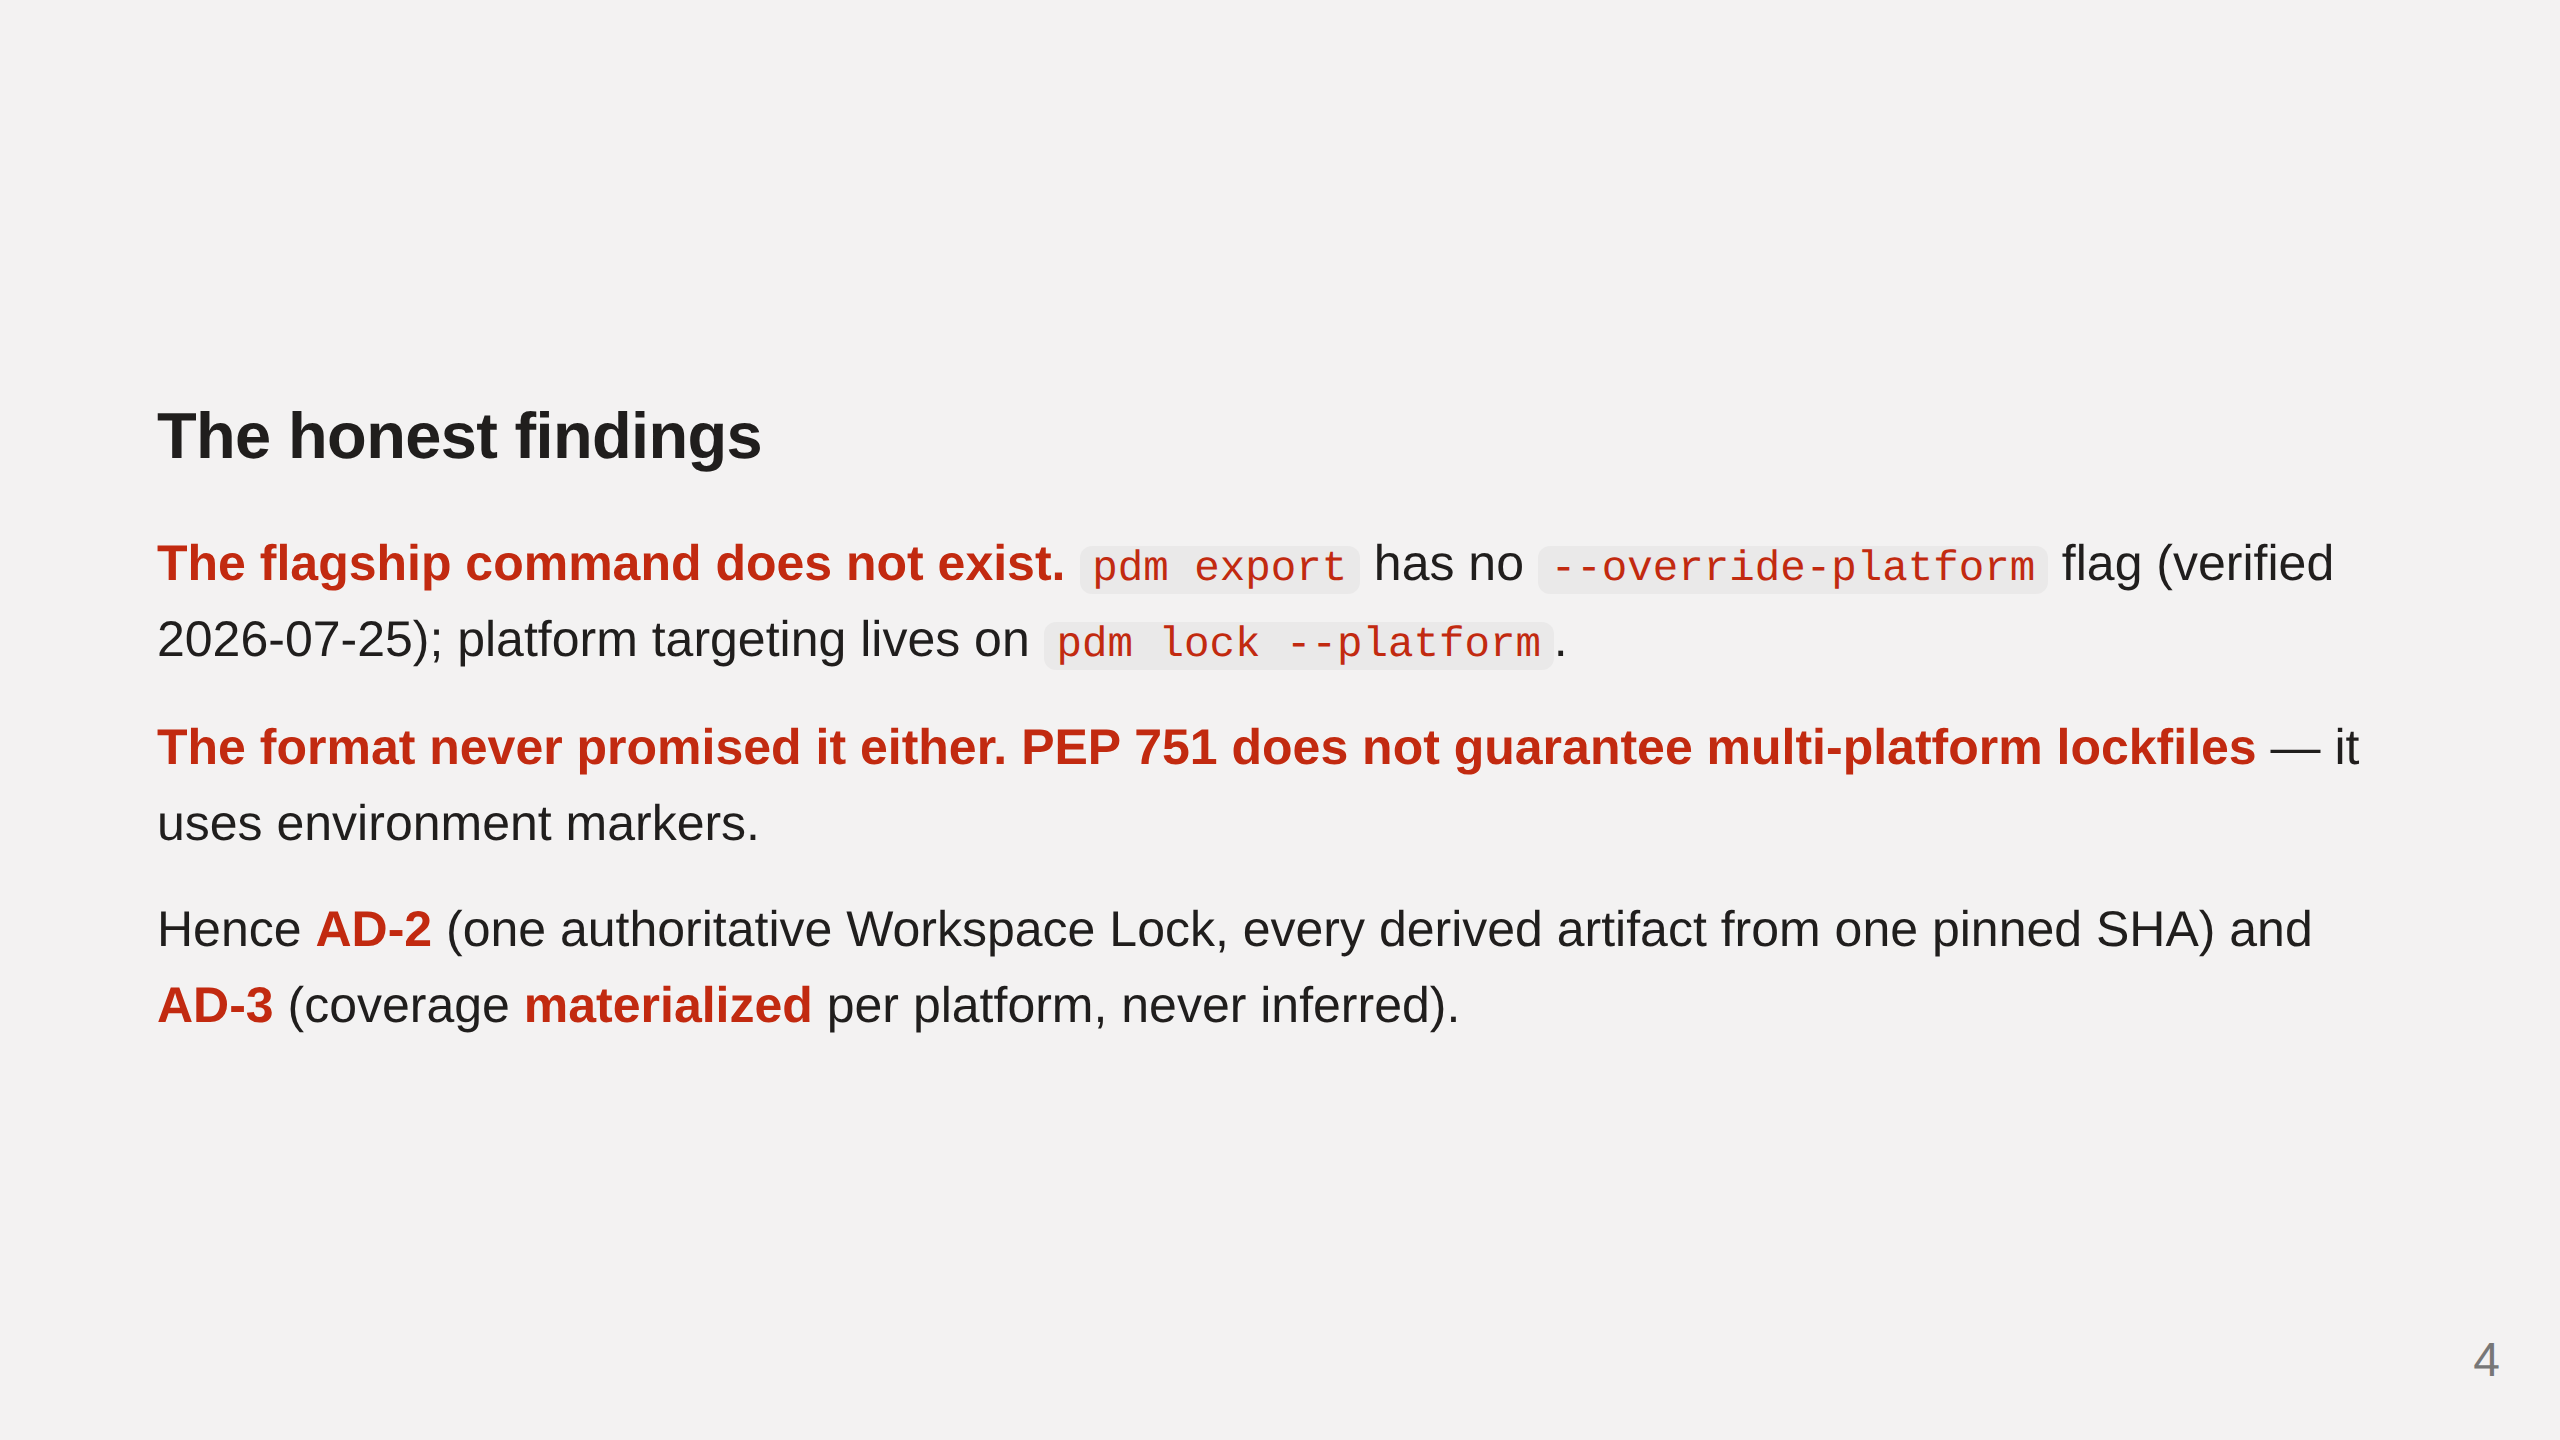 The honest findings
The flagship command does not exist. pdm export has no --override-platform flag (verified
2026-07-25); platform targeting lives on pdm lock --platform.
The format never promised it either. PEP 751 does not guarantee multi-platform lockfiles — it
uses environment markers.
Hence AD-2 (one authoritative Workspace Lock, every derived artifact from one pinned SHA) and
AD-3 (coverage materialized per platform, never inferred).
4